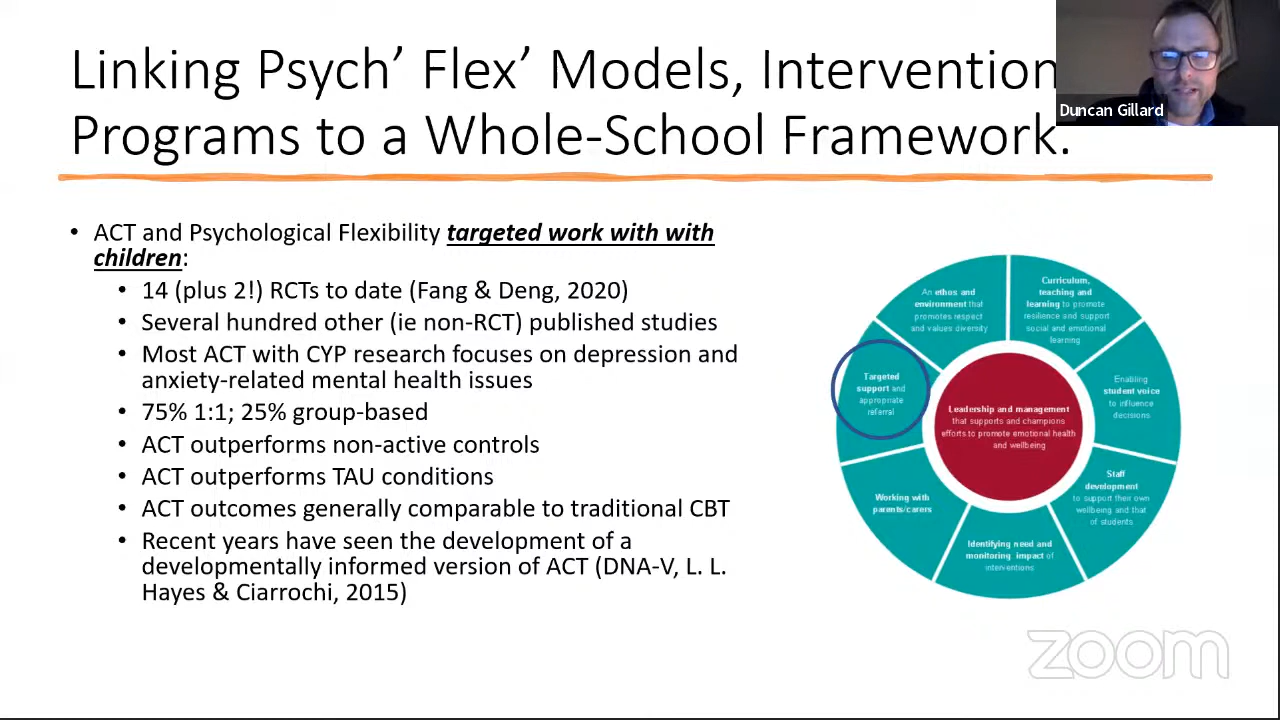 Linking Psych’ Flex’ Models, Intervention
Programs to a Whole-School Framework.
Duncan Gillard
• ACT and Psychological Flexibility targeted work with with
children:
• 14 (plus 2!) RCTs to date (Fang & Deng, 2020)
• Several hundred other (ie non-RCT) published studies
• Most ACT with CYP research focuses on depression and
anxiety-related mental health issues
• 75% 1:1; 25% group-based
• ACT outperforms non-active controls
• ACT outperforms TAU conditions
• ACT outcomes generally comparable to traditional CBT
• Recent years have seen the development of a
developmentally informed version of ACT (DNA-V, L. L.
Hayes & Ciarrochi, 2015)
An ethos and
environment that
promotes respect
and values diversity
Curriculum,
teaching and
learning to promote
resilience and support
social and emotional
learning
Enabling
student voice
to influence
decisions
Staff
development
to support their own
wellbeing and that
of students
Identifying need and
monitoring impact of
interventions
Working with
parents/carers
Targeted
support and
appropriate
referral
Leadership and management
that supports and champions
efforts to promote emotional health
and wellbeing
zoom